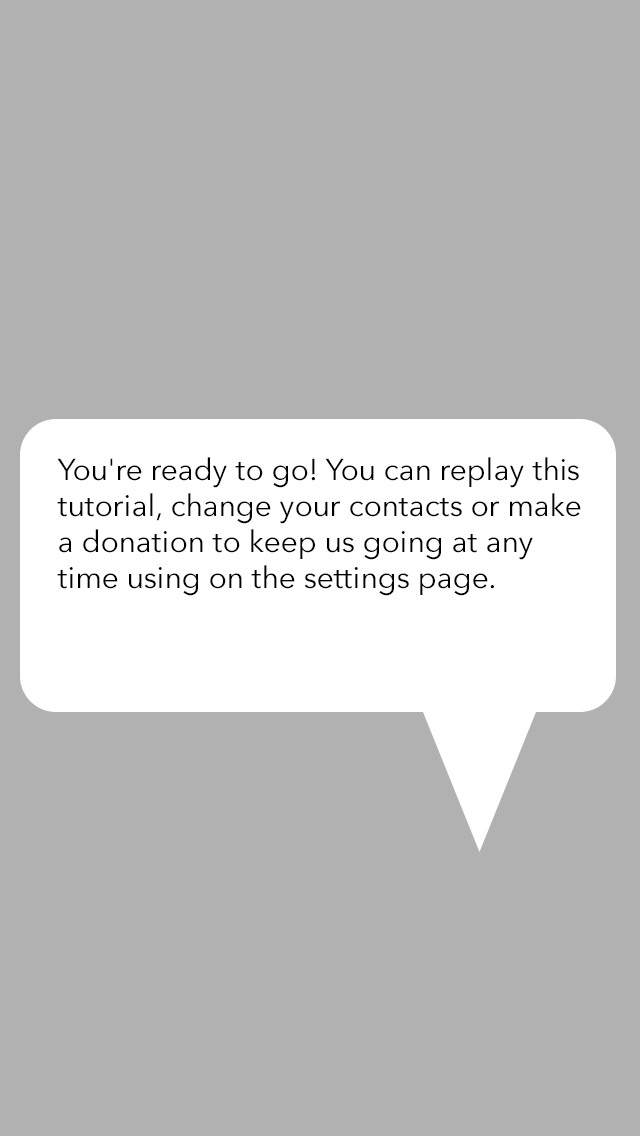 You're ready to go! You can replay this
tutorial, change your contacts or make
a donation to keep us going at any
time using on the settings page.